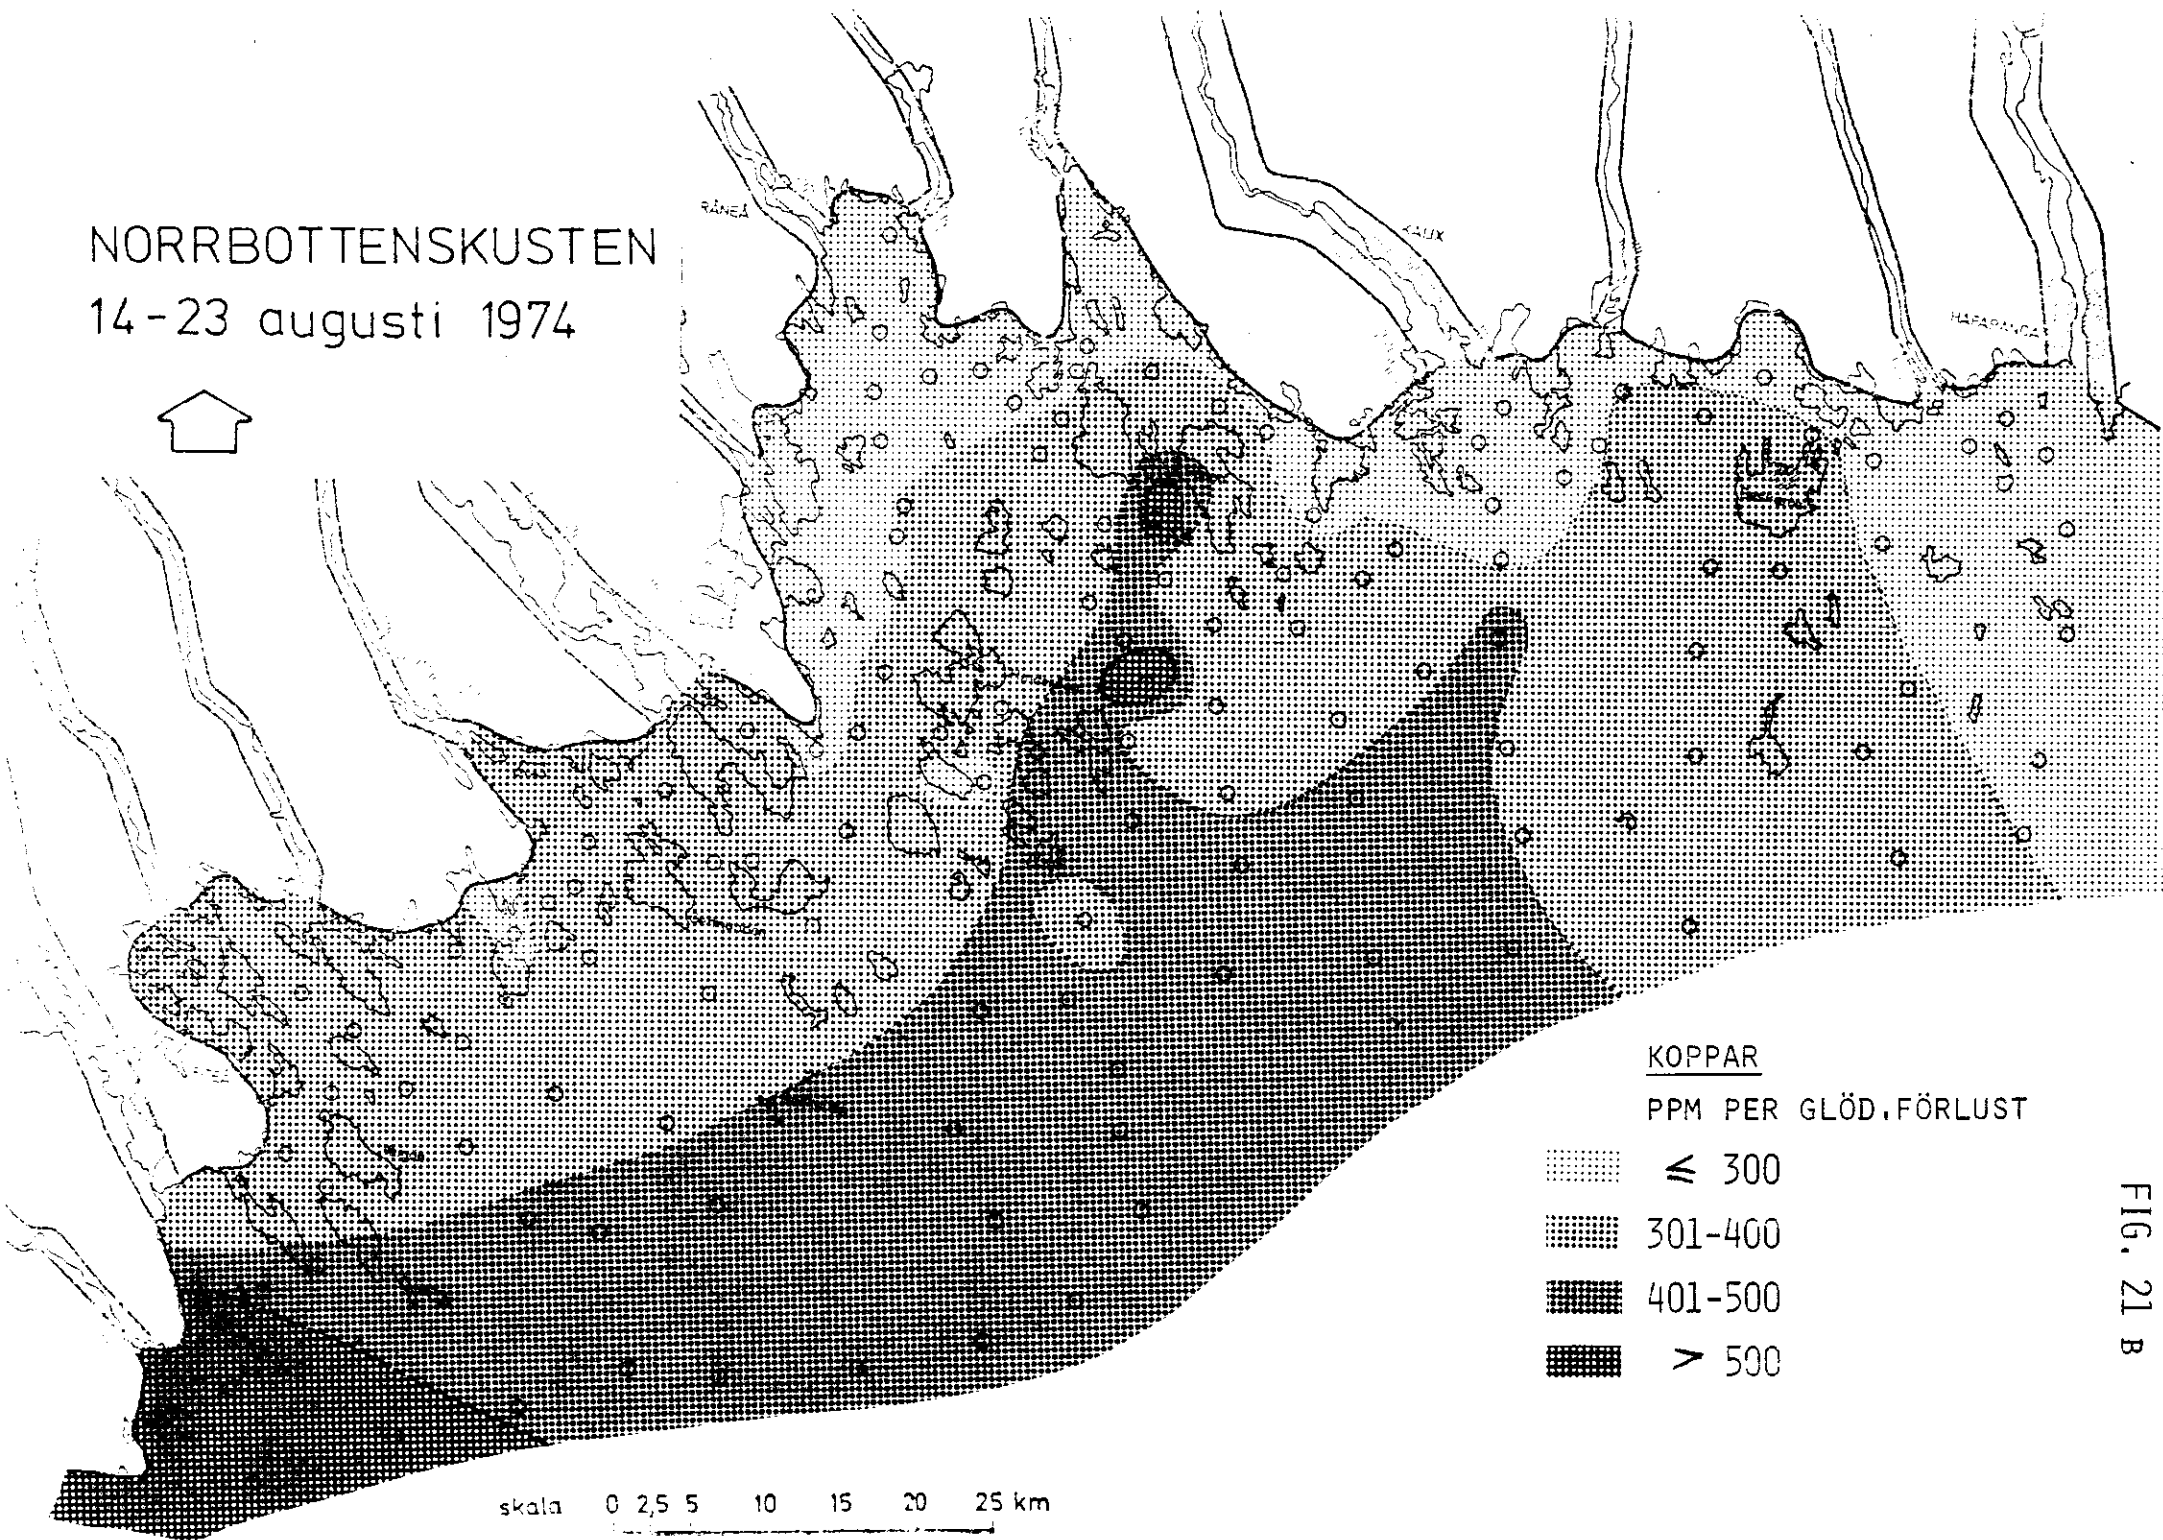 NORRBOTTENSKUSTEN
14-23 augusti 1974
RÅNEÅ
KALIX
HAPARANDA
KOPPAR
PPM PER GLÖD.FÖRLUST
≤ 300
301-400
401-500
> 500
FIG. 21 B
skala 0 2,5 5 10 15 20 25 km